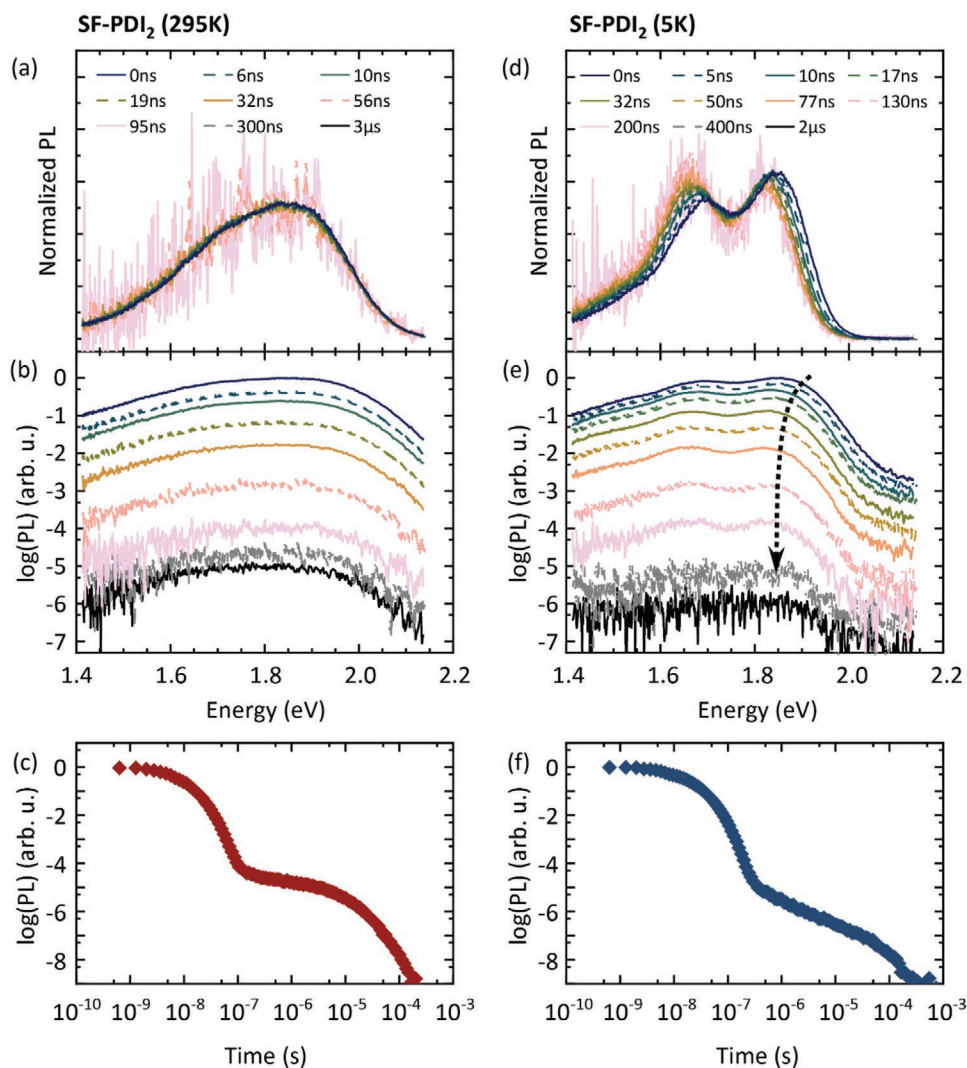 SF-PDI₂ (295K)
(a)
0ns 6ns 10ns
19ns 32ns 56ns
95ns 300ns 3µs
Normalized PL
(b)
0
-1
-2
-3
-4
-5
-6
-7
log(PL) (arb. u.)
1.4 1.6 1.8 2.0 2.2
Energy (eV)
(c)
0
-2
-4
-6
-8
log(PL) (arb. u.)
10⁻¹⁰ 10⁻⁹ 10⁻⁸ 10⁻⁷ 10⁻⁶ 10⁻⁵ 10⁻⁴ 10⁻³
Time (s)
SF-PDI₂ (5K)
(d)
0ns 5ns 10ns 17ns
32ns 50ns 77ns 130ns
200ns 400ns 2µs
Normalized PL
(e)
0
-1
-2
-3
-4
-5
-6
-7
log(PL) (arb. u.)
1.4 1.6 1.8 2.0 2.2
Energy (eV)
(f)
0
-2
-4
-6
-8
log(PL) (arb. u.)
10⁻¹⁰ 10⁻⁹ 10⁻⁸ 10⁻⁷ 10⁻⁶ 10⁻⁵ 10⁻⁴ 10⁻³
Time (s)